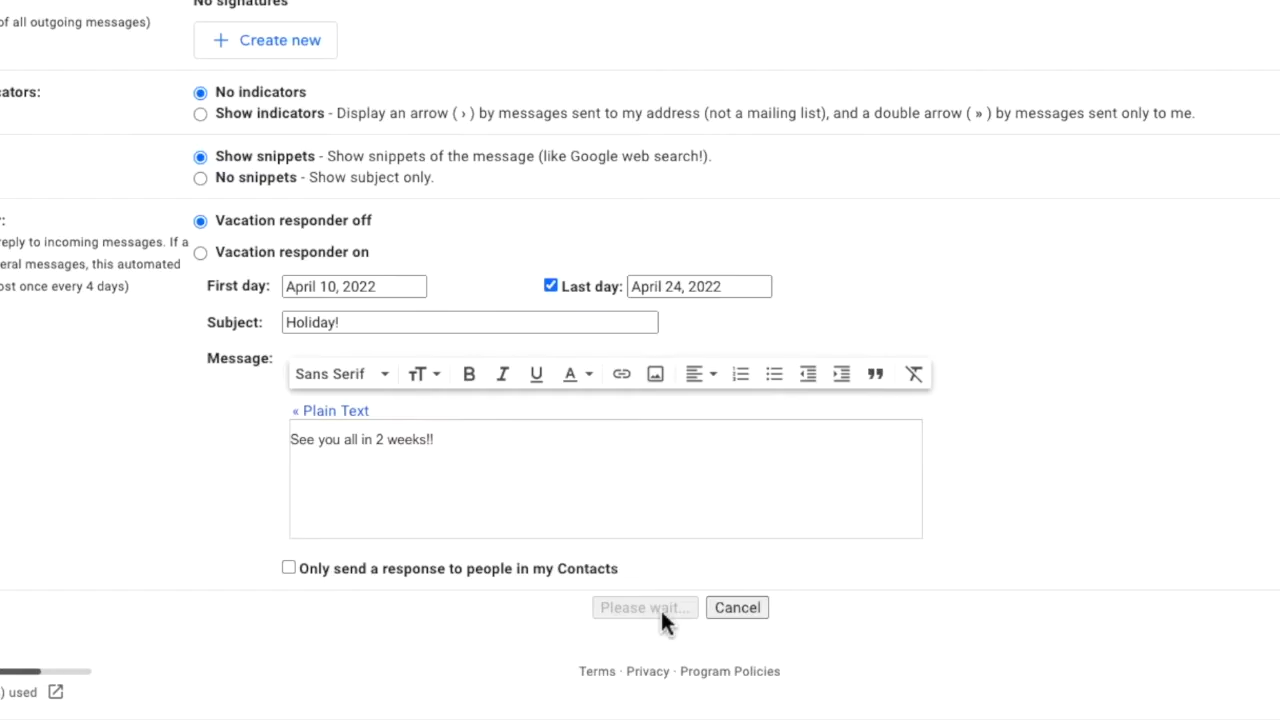 No signatures
of all outgoing messages)
Create new
cators:
No indicators
Show indicators - Display an arrow ( › ) by messages sent to my address (not a mailing list), and a double arrow ( » ) by messages sent only to me.
Show snippets - Show snippets of the message (like Google web search!).
No snippets - Show subject only.
r:
Vacation responder off
reply to incoming messages. If a
Vacation responder on
eral messages, this automated
ost once every 4 days)
First day: April 10, 2022 Last day: April 24, 2022
Subject: Holiday!
Message:
Sans Serif
« Plain Text
See you all in 2 weeks!!
Only send a response to people in my Contacts
Please wait... Cancel
Terms · Privacy · Program Policies
) used